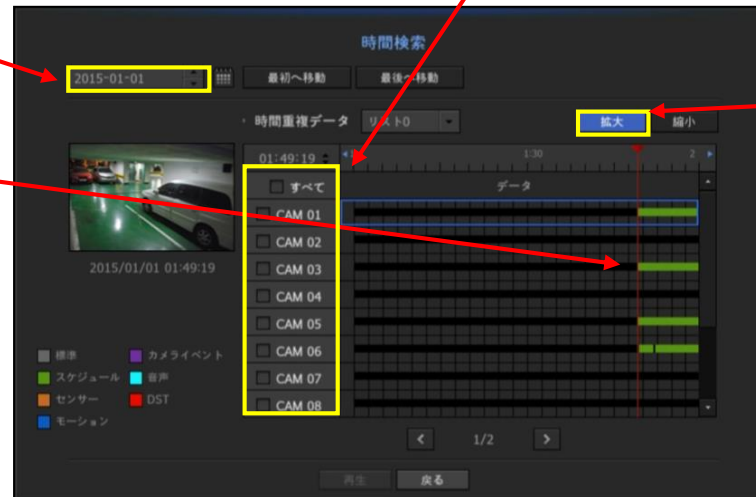 時間検索
2015-01-01
最初へ移動 最後へ移動
時間重複データ リスト0
拡大 縮小
01:49:19 1:30 2
すべて データ
CAM 01
CAM 02
CAM 03
CAM 04
CAM 05
CAM 06
CAM 07
CAM 08
2015/01/01 01:49:19
標準 カメライベント
スケジュール 音声
センサー DST
モーション
1/2
再生 戻る